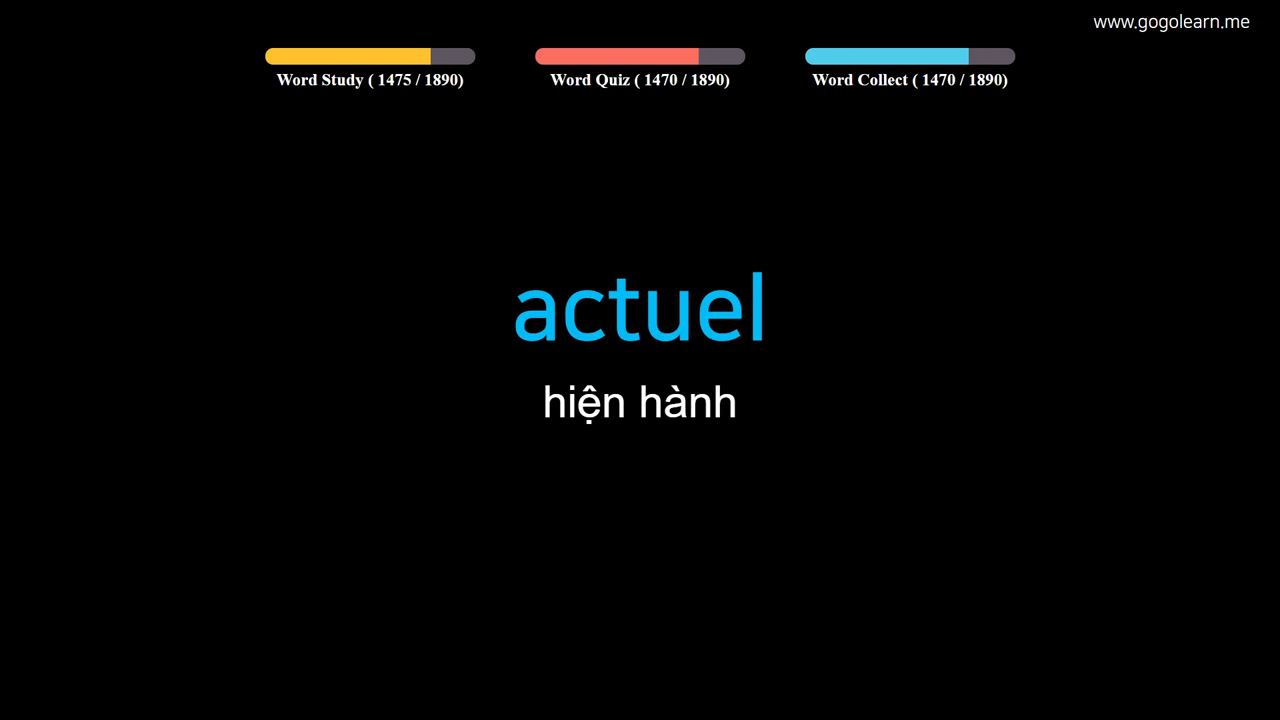 www.gogolearn.me
Word Study ( 1475 / 1890)
Word Quiz ( 1470 / 1890)
Word Collect ( 1470 / 1890)
actuel
hiện hành